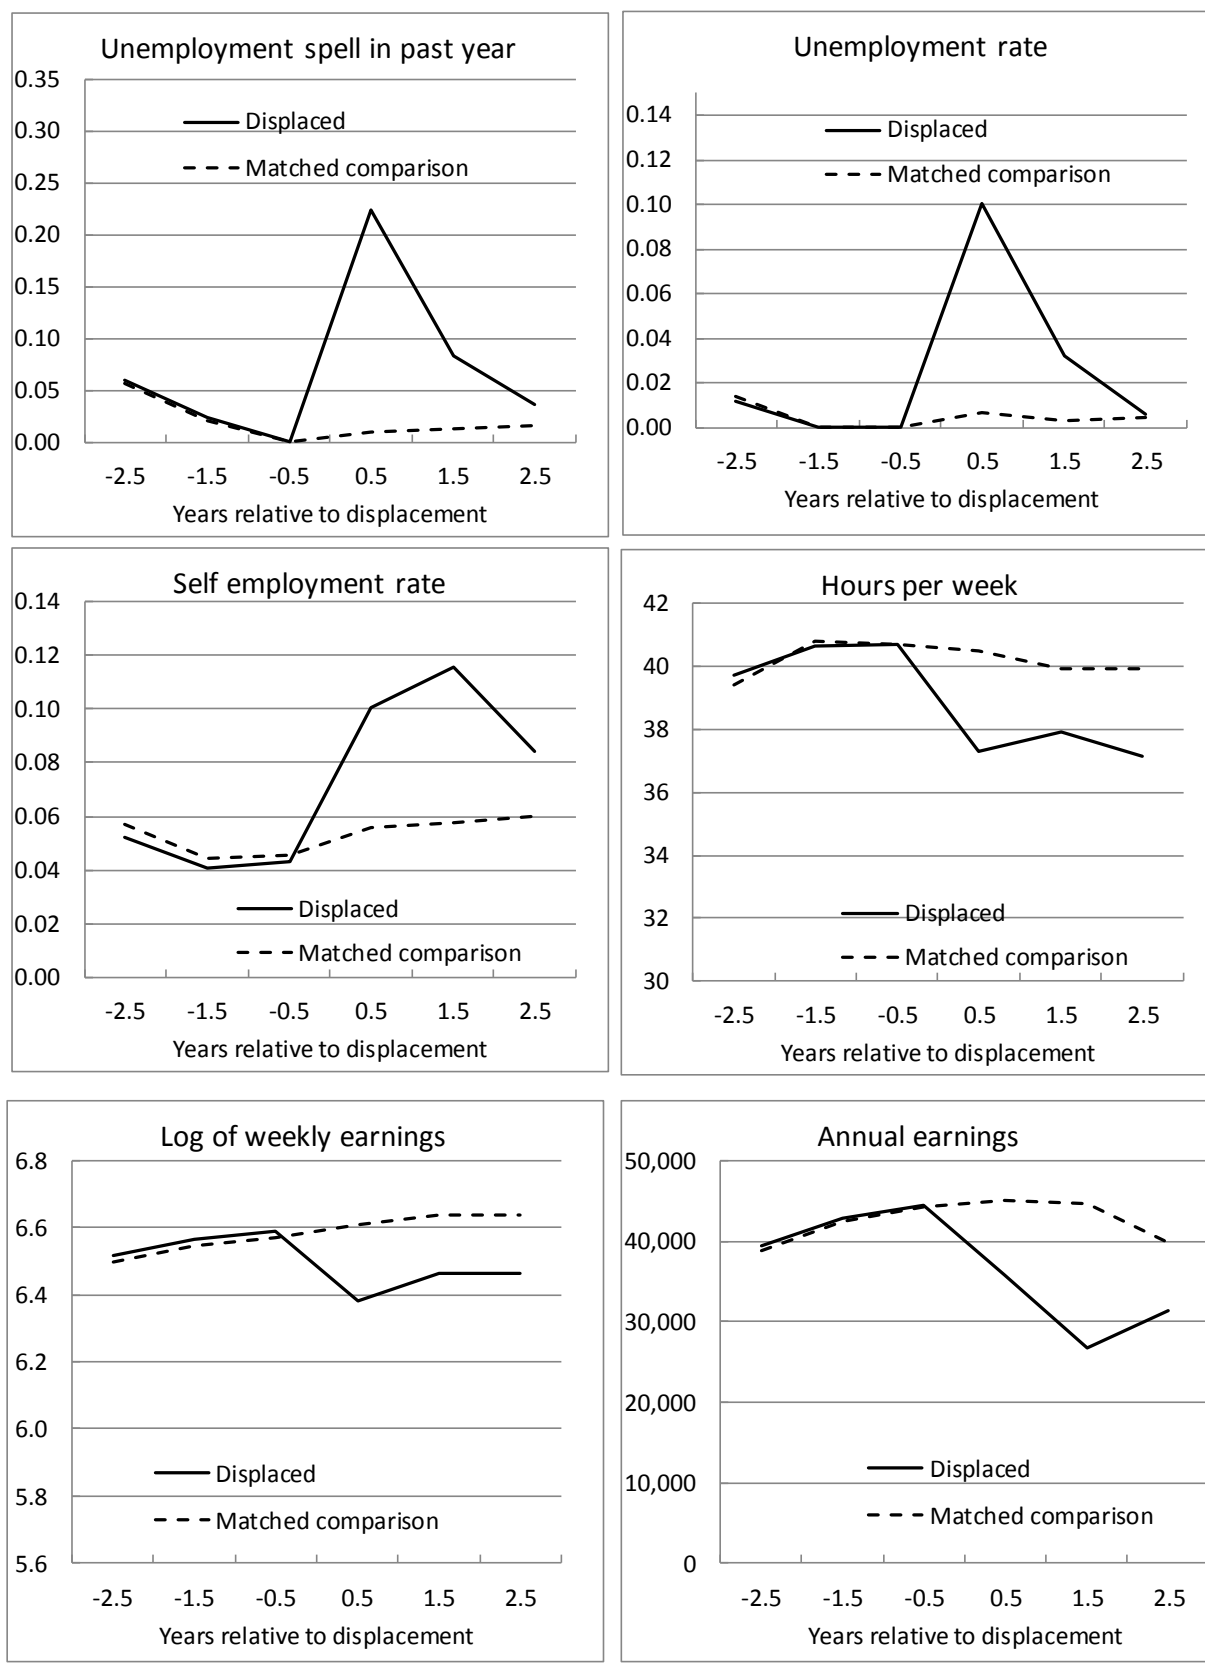 Unemployment spell in past year
0.35
0.30
0.25
0.20
0.15
0.10
0.05
0.00
Displaced
Matched comparison
-2.5 -1.5 -0.5 0.5 1.5 2.5
Years relative to displacement
Unemployment rate
0.14
0.12
0.10
0.08
0.06
0.04
0.02
0.00
Displaced
Matched comparison
-2.5 -1.5 -0.5 0.5 1.5 2.5
Years relative to displacement
Self employment rate
0.14
0.12
0.10
0.08
0.06
0.04
0.02
0.00
Displaced
Matched comparison
-2.5 -1.5 -0.5 0.5 1.5 2.5
Years relative to displacement
Hours per week
42
40
38
36
34
32
30
Displaced
Matched comparison
-2.5 -1.5 -0.5 0.5 1.5 2.5
Years relative to displacement
Log of weekly earnings
6.8
6.6
6.4
6.2
6.0
5.8
5.6
Displaced
Matched comparison
-2.5 -1.5 -0.5 0.5 1.5 2.5
Years relative to displacement
Annual earnings
50,000
40,000
30,000
20,000
10,000
0
Displaced
Matched comparison
-2.5 -1.5 -0.5 0.5 1.5 2.5
Years relative to displacement